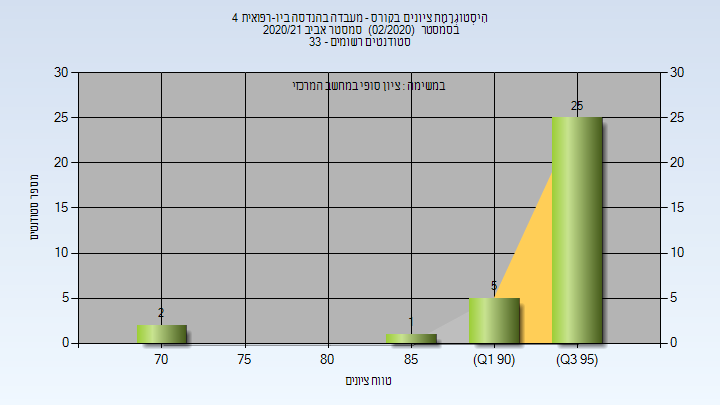 היסטוגרמת ציונים בקורס - מעבדה בהנדסה ביו-רפואית 4
בסמסטר (02/2020) סמסטר אביב 2020/21
סטודנטים רשומים - 33
במשימה : ציון סופי במחשב המרכזי
30 30
25 25
20 20
15 15
10 10
5 5
0 0
2 1 5 25
70 75 80 85 (Q1 90) (Q3 95)
מספר סטודנטים
טווח ציונים